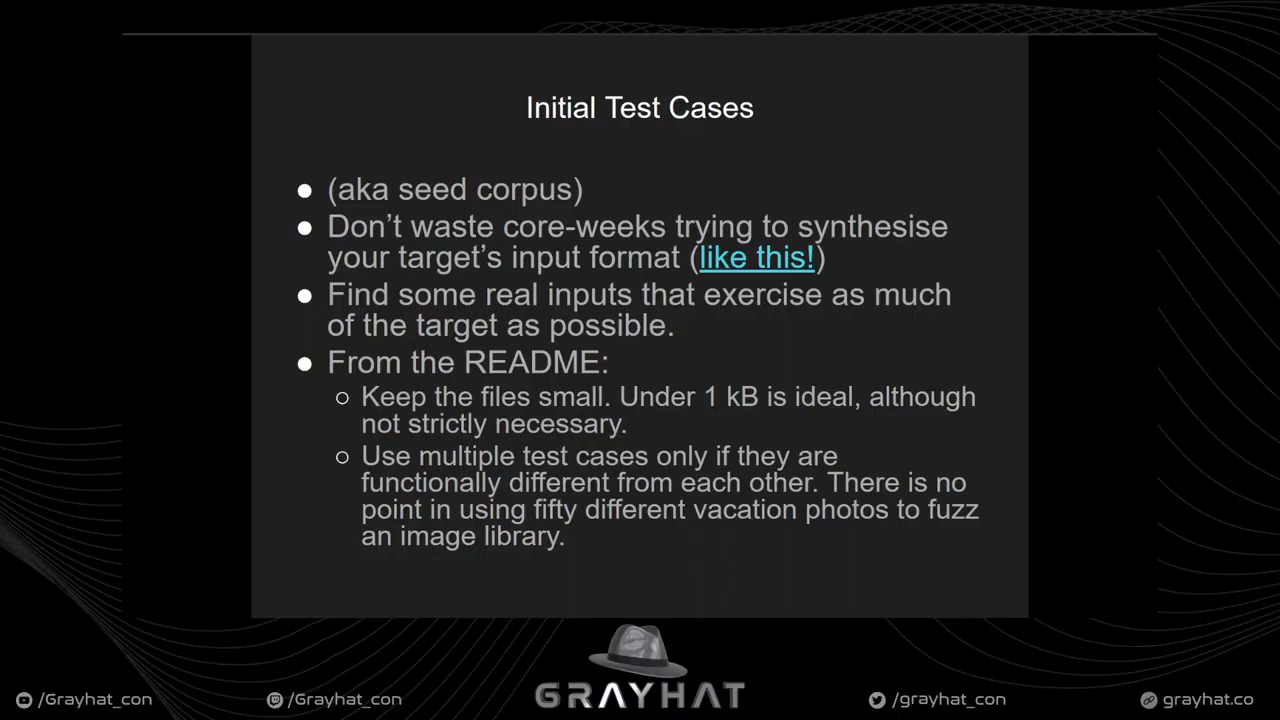 Initial Test Cases
● (aka seed corpus)
● Don’t waste core-weeks trying to synthesise
your target’s input format (like this!)
● Find some real inputs that exercise as much
of the target as possible.
● From the README:
○ Keep the files small. Under 1 kB is ideal, although
not strictly necessary.
○ Use multiple test cases only if they are
functionally different from each other. There is no
point in using fifty different vacation photos to fuzz
an image library.
GRAYHAT
/Grayhat_con
/Grayhat_con
/grayhat_con
grayhat.co